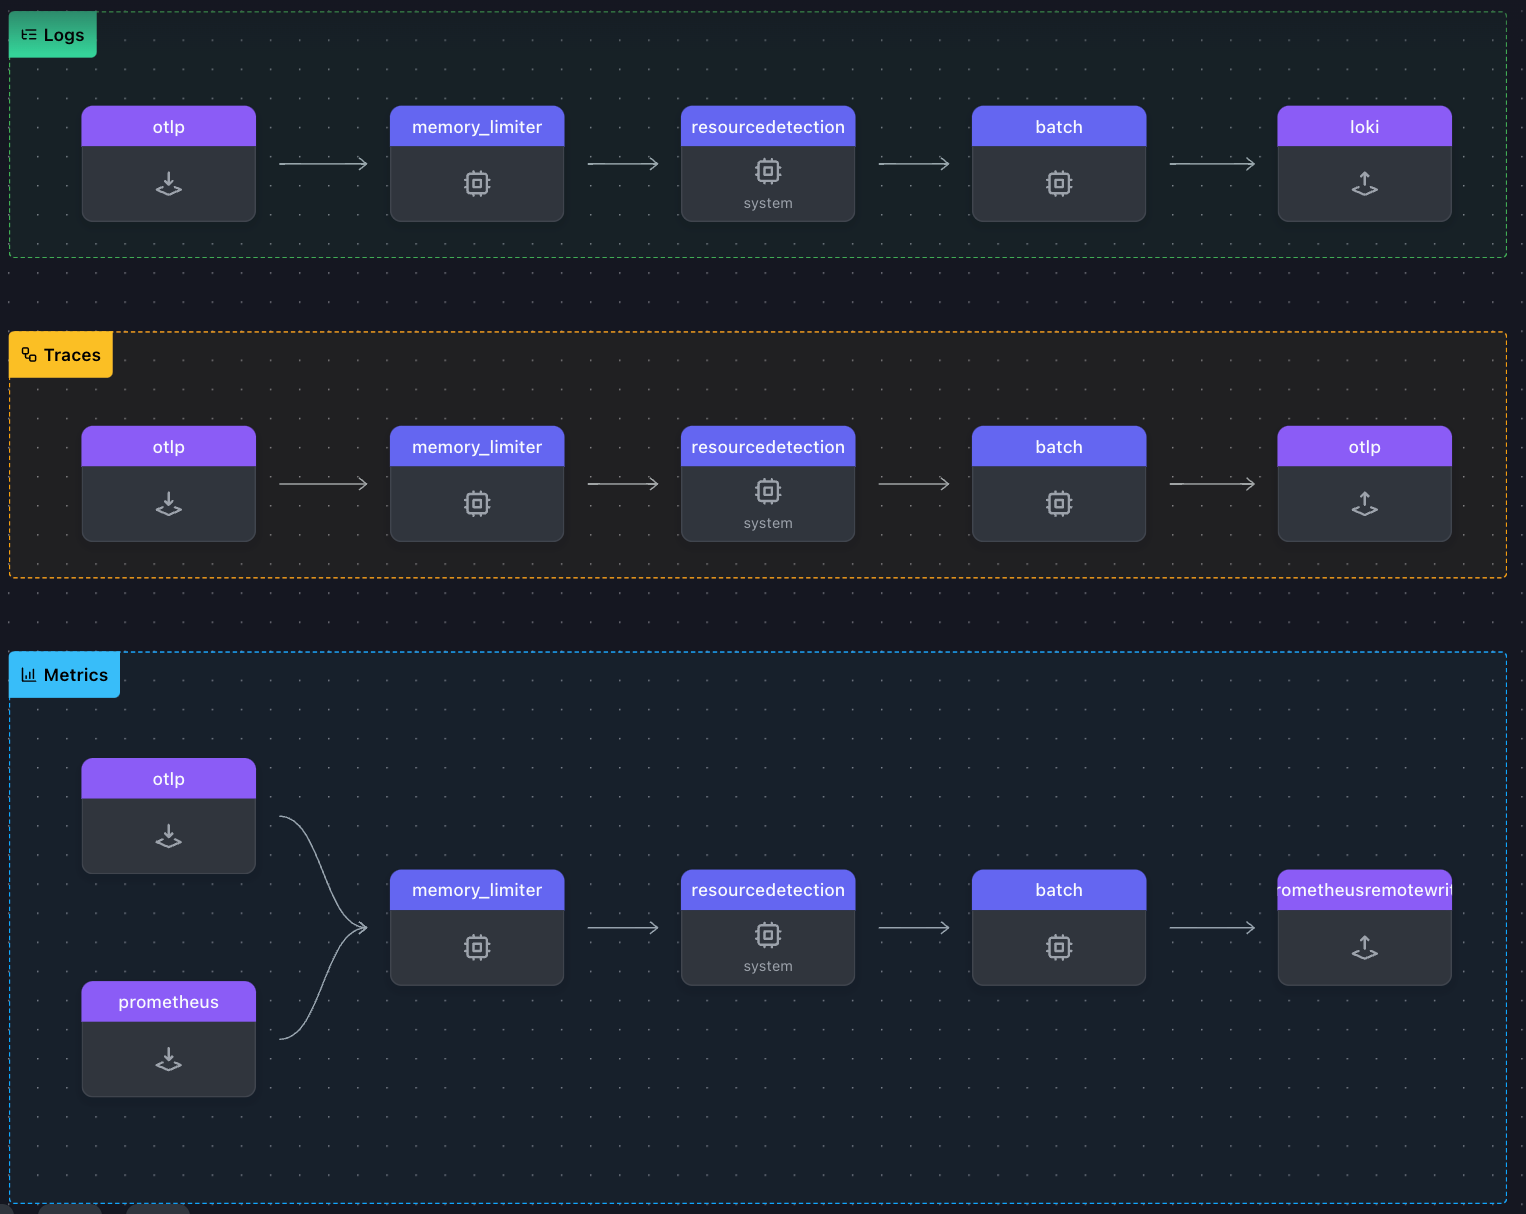 Logs
otlp
memory_limiter
resourcedetection
system
batch
loki
Traces
otlp
memory_limiter
resourcedetection
system
batch
otlp
Metrics
otlp
prometheus
memory_limiter
resourcedetection
system
batch
rometheusremotewrit